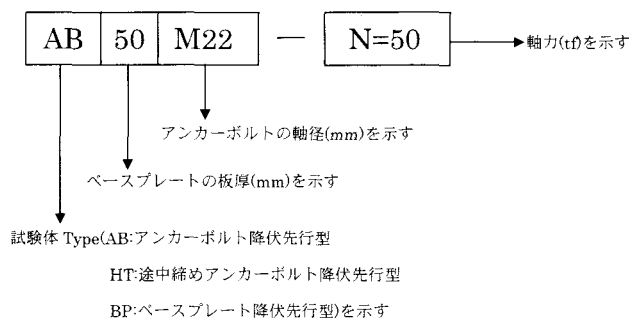 AB 50 M22 － N=50 軸力(tf)を示す
アンカーボルトの軸径(mm)を示す
ベースプレートの板厚(mm)を示す
試験体 Type(AB:アンカーボルト降伏先行型
HT:途中締めアンカーボルト降伏先行型
BP:ベースプレート降伏先行型)を示す